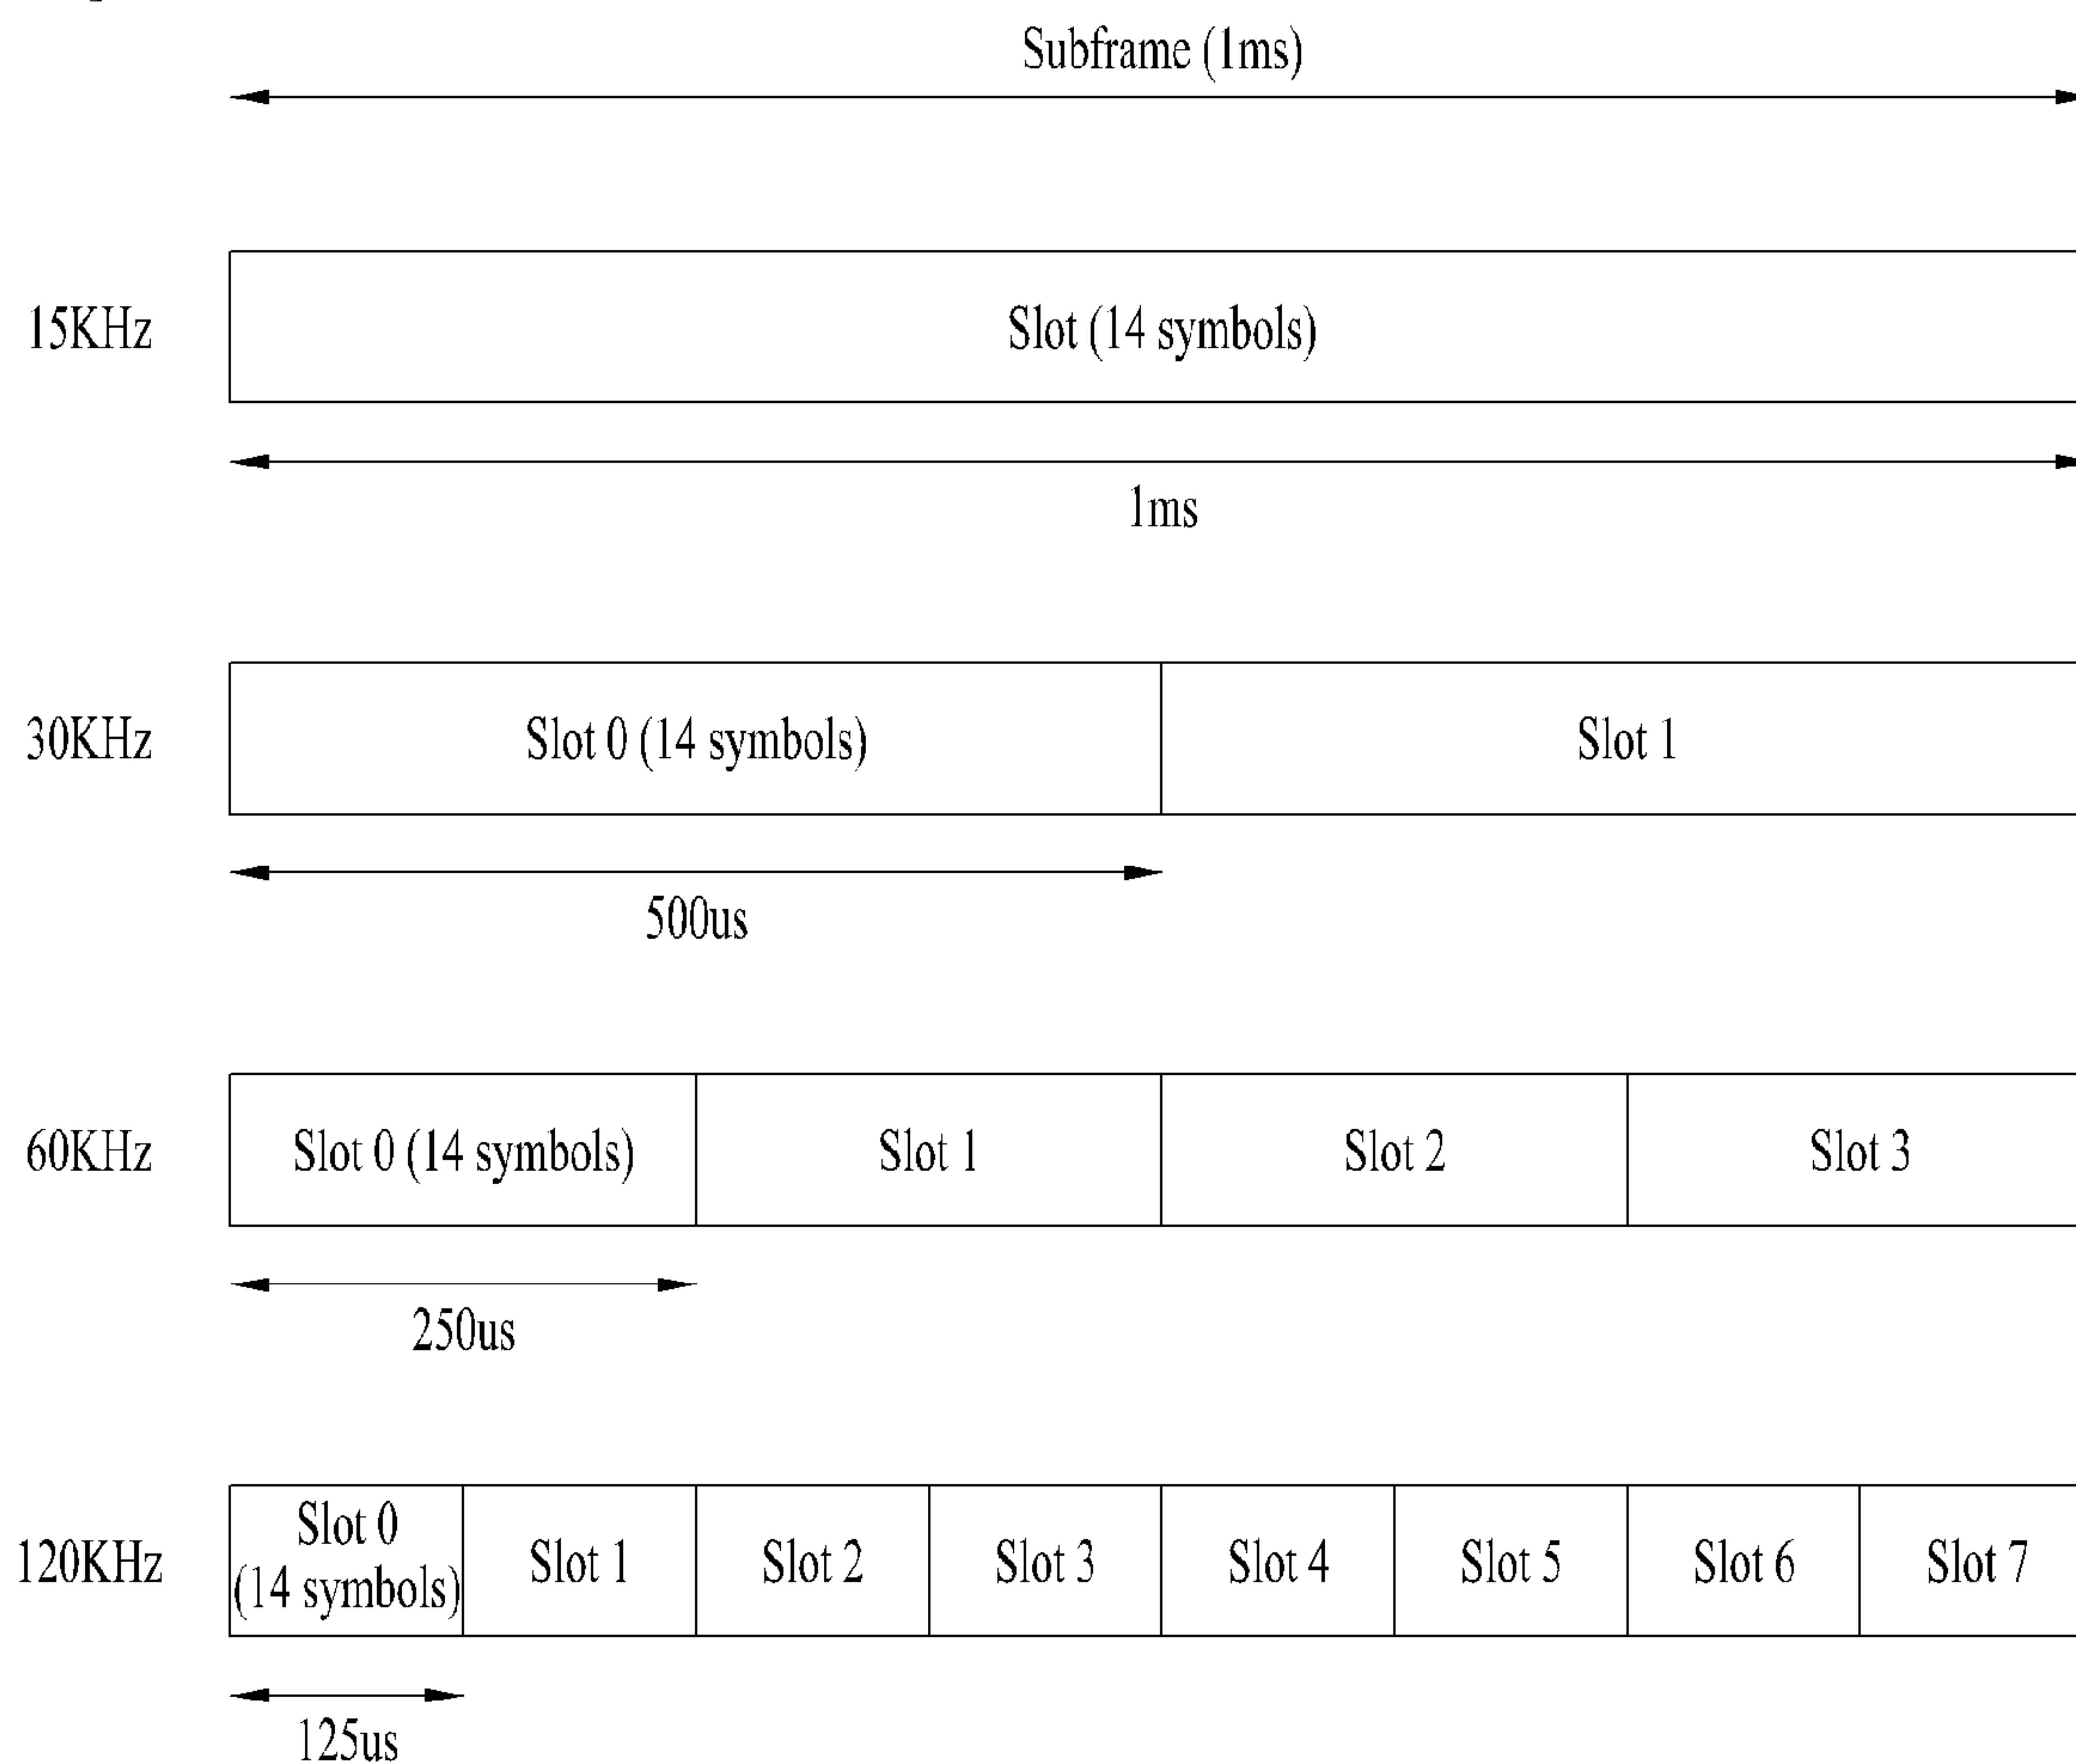 Subframe (1ms)
15KHz
Slot (14 symbols)
1ms
30KHz
Slot 0 (14 symbols)
Slot 1
500us
60KHz
Slot 0 (14 symbols)
Slot 1
Slot 2
Slot 3
250us
120KHz
Slot 0
(14 symbols)
Slot 1
Slot 2
Slot 3
Slot 4
Slot 5
Slot 6
Slot 7
125us